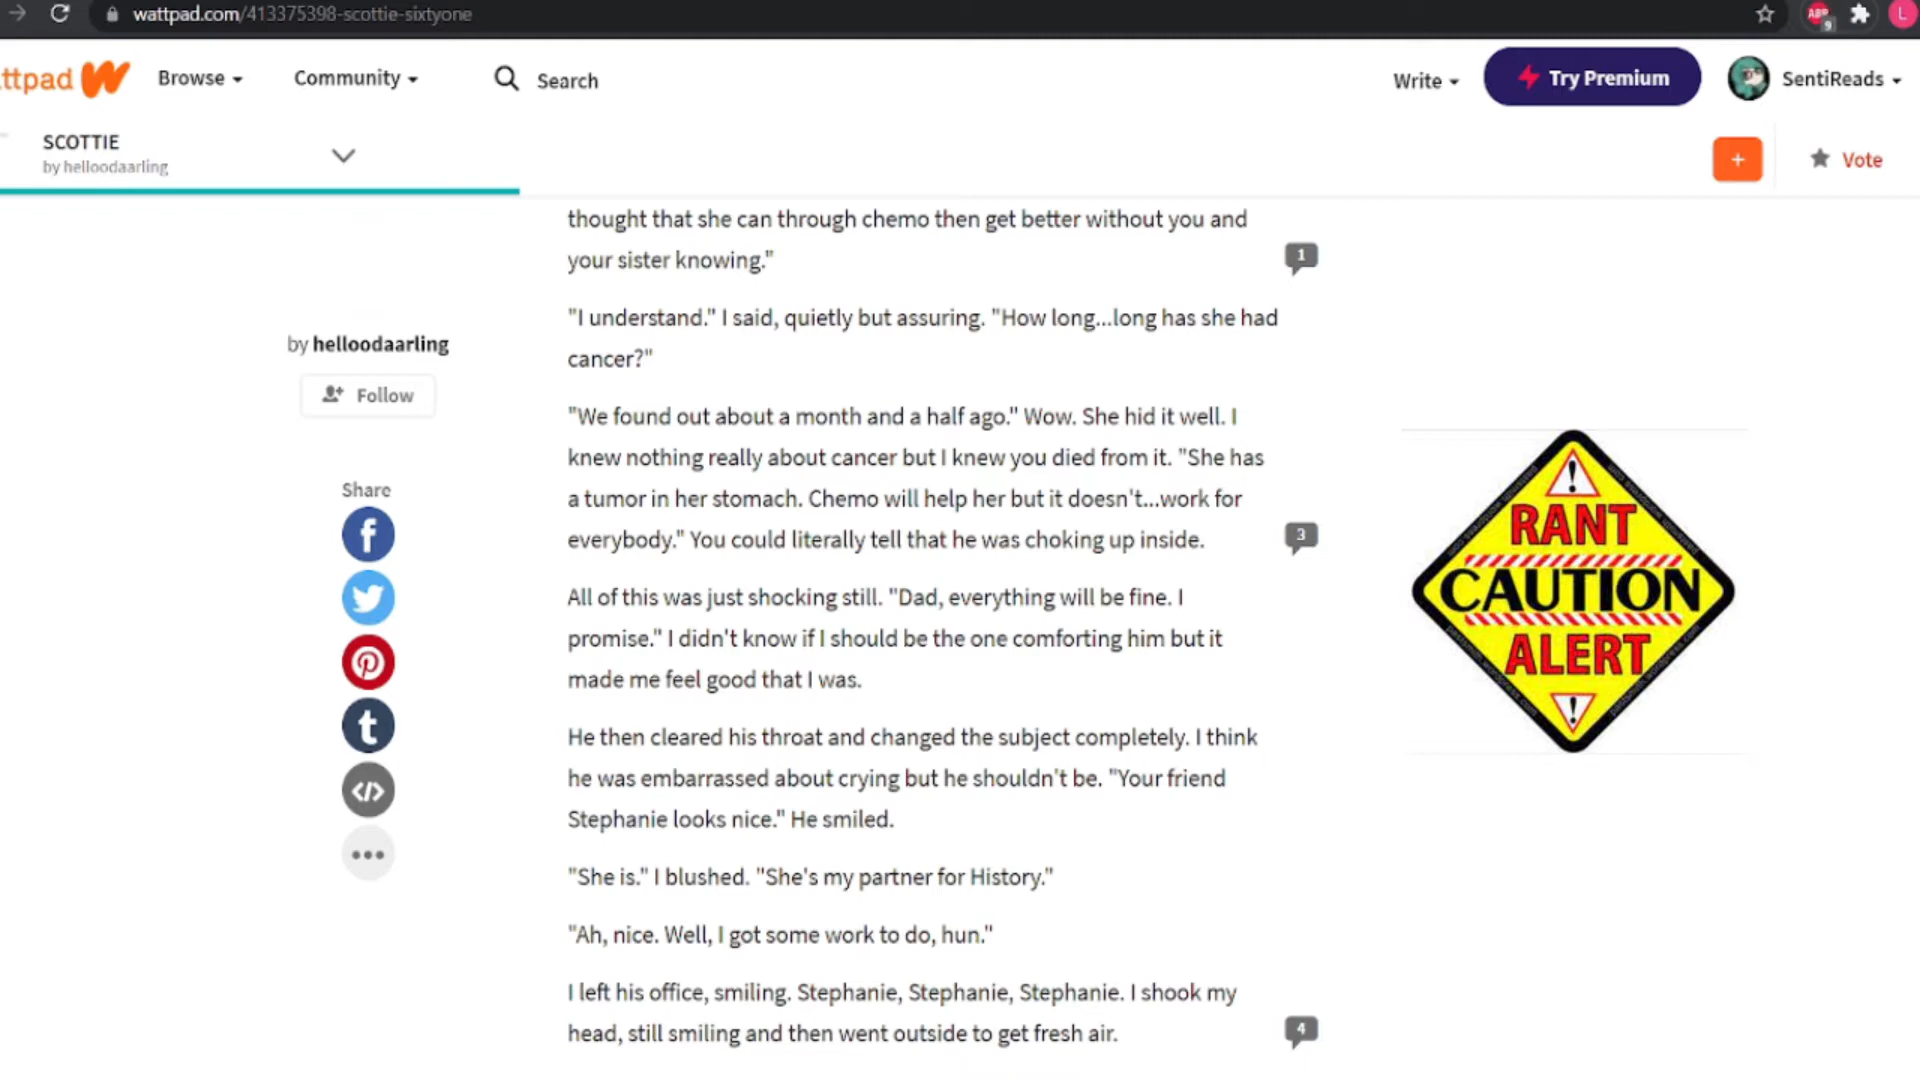 wattpad.com/413375398-scottie-sixtyone
ABP
9
L
ttpad
Browse
Community
Search
Write
Try Premium
SentiReads
SCOTTIE
by helloodaarling
+
Vote
thought that she can through chemo then get better without you and
your sister knowing."
1
"I understand." I said, quietly but assuring. "How long...long has she had
cancer?"
by helloodaarling
Follow
"We found out about a month and a half ago." Wow. She hid it well. I
knew nothing really about cancer but I knew you died from it. "She has
a tumor in her stomach. Chemo will help her but it doesn't...work for
everybody." You could literally tell that he was choking up inside.
3
Share
All of this was just shocking still. "Dad, everything will be fine. I
promise." I didn't know if I should be the one comforting him but it
made me feel good that I was.
He then cleared his throat and changed the subject completely. I think
he was embarrassed about crying but he shouldn't be. "Your friend
Stephanie looks nice." He smiled.
"She is." I blushed. "She's my partner for History."
"Ah, nice. Well, I got some work to do, hun."
I left his office, smiling. Stephanie, Stephanie, Stephanie. I shook my
head, still smiling and then went outside to get fresh air.
4
!
RANT
CAUTION
ALERT
!